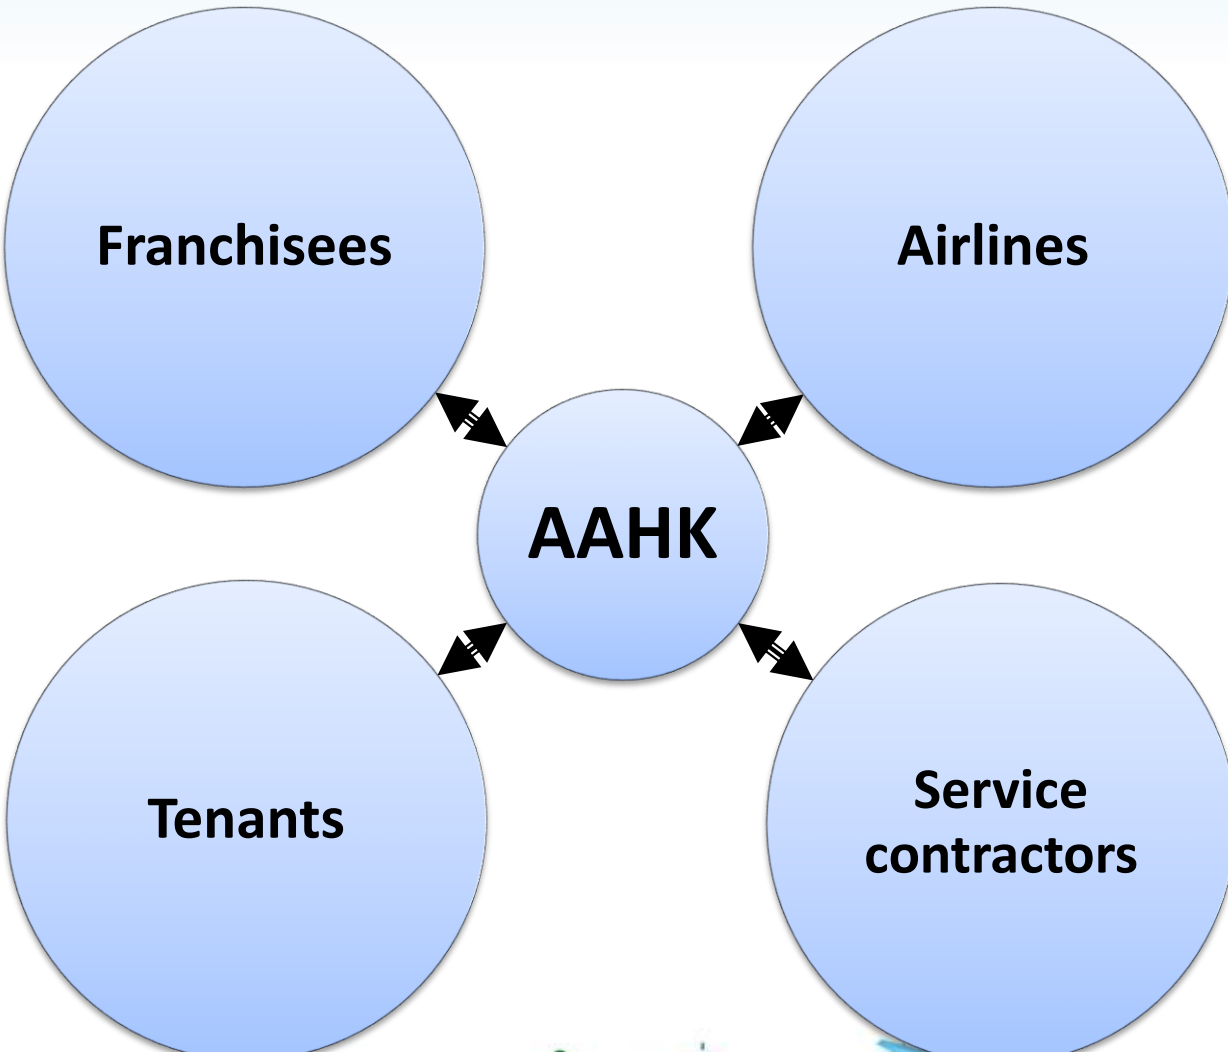 Franchisees
Airlines
AAHK
Tenants
Service
contractors